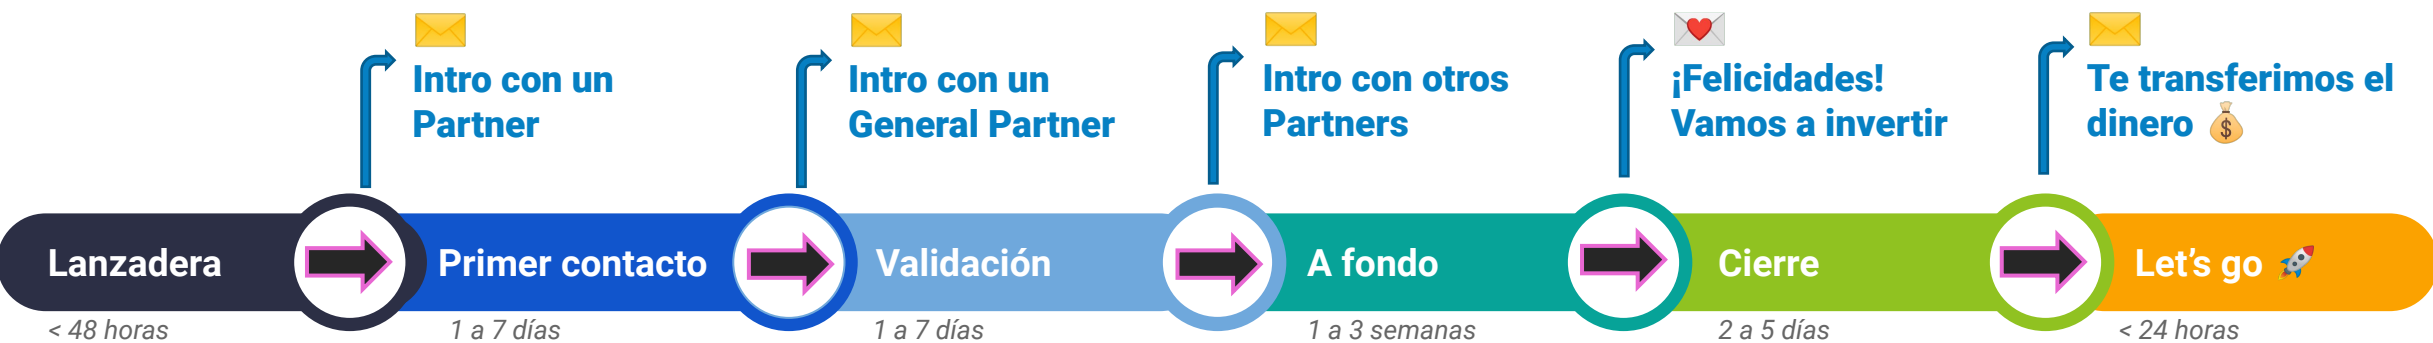 Intro con un
Partner
Intro con un
General Partner
Intro con otros
Partners
¡Felicidades!
Vamos a invertir
Te transferimos el
dinero
Lanzadera
Primer contacto
Validación
A fondo
Cierre
Let's go
< 48 horas
1 a 7 días
1 a 7 días
1 a 3 semanas
2 a 5 días
< 24 horas